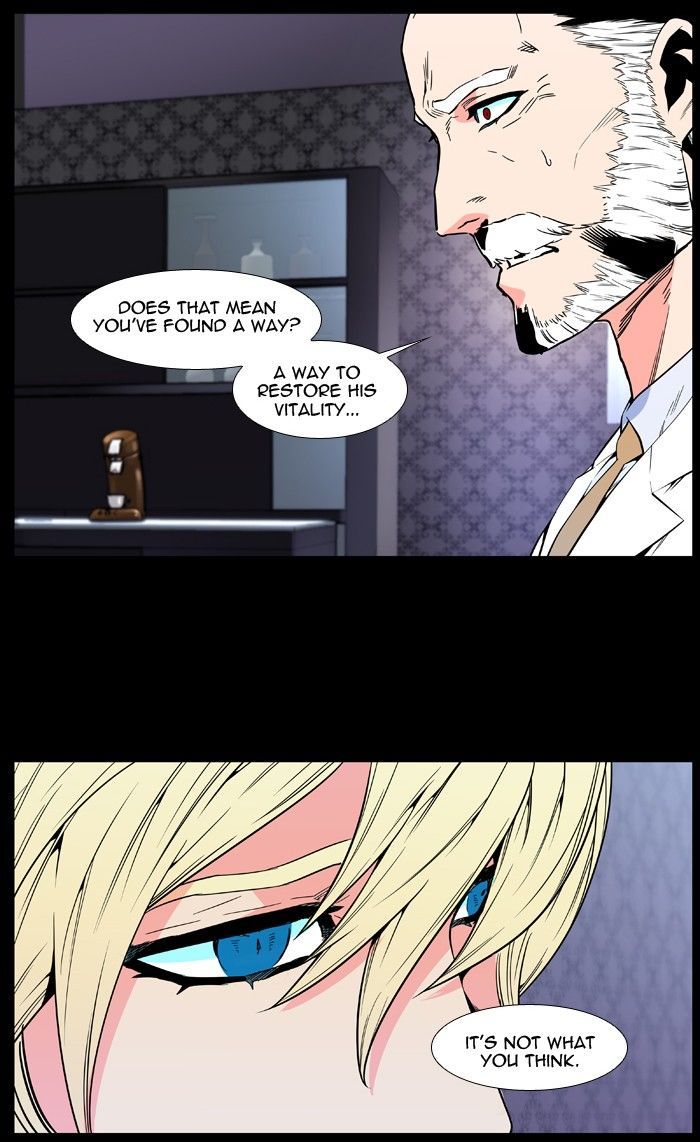 DOES THAT MEAN
YOU'VE FOUND A WAY?
A WAY TO
RESTORE HIS
VITALITY...
IT'S NOT WHAT
YOU THINK.